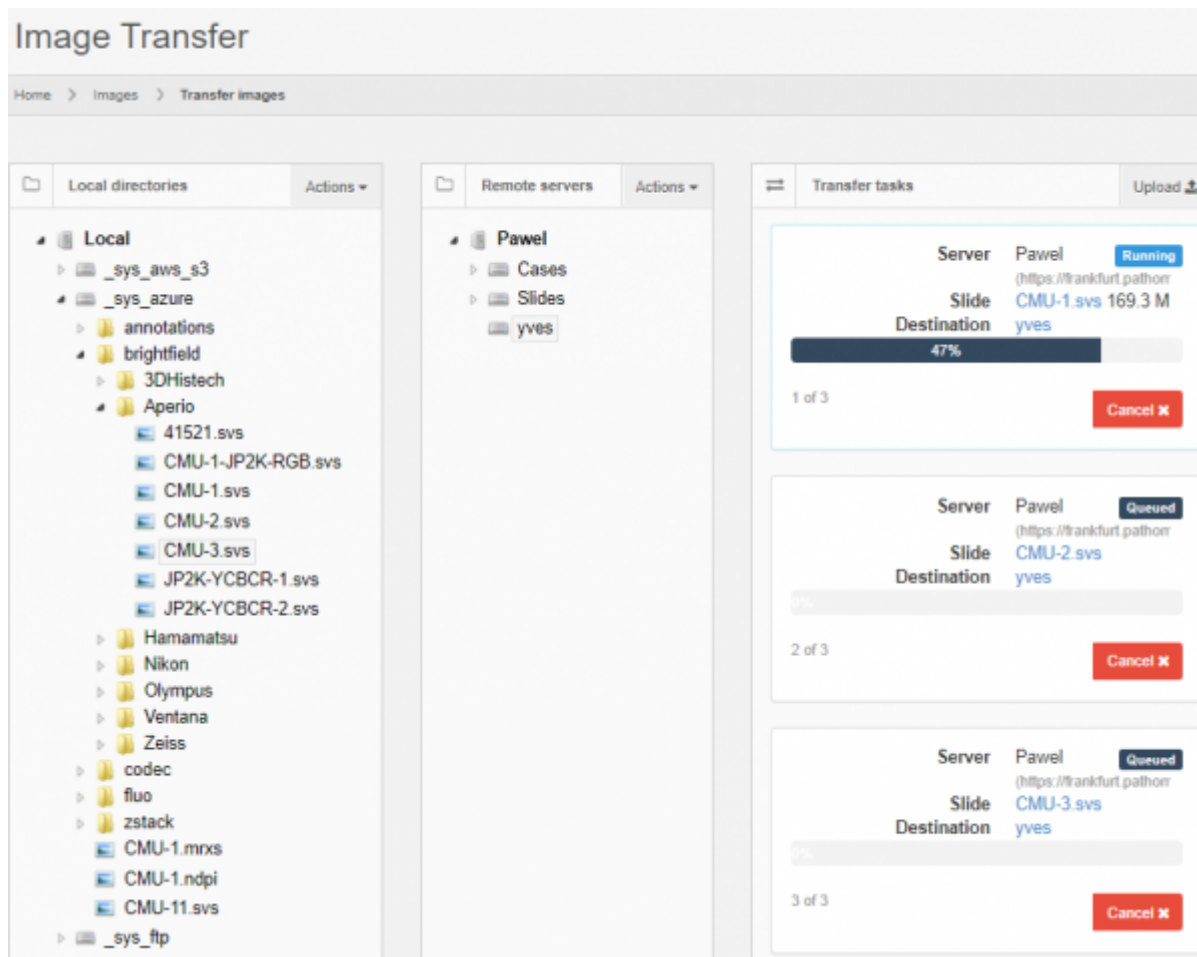 Image Transfer
Home > Images > Transfer images
Local directories
Actions
Local
_sys_aws_s3
_sys_azure
annotations
brightfield
3DHistech
Aperio
41521.svs
CMU-1-JP2K-RGB.svs
CMU-1.svs
CMU-2.svs
CMU-3.svs
JP2K-YCBCR-1.svs
JP2K-YCBCR-2.svs
Hamamatsu
Nikon
Olympus
Ventana
Zeiss
codec
fluo
zstack
CMU-1.mrxs
CMU-1.ndpi
CMU-11.svs
_sys_ftp
Remote servers
Actions
Pawel
Cases
Slides
yves
Transfer tasks
Upload
Server Pawel Running
(https://frankfurt.pathom
Slide CMU-1.svs 169.3 M
Destination yves
47%
1 of 3
Cancel ✖
Server Pawel Queued
(https://frankfurt.pathom
Slide CMU-2.svs
Destination yves
0%
2 of 3
Cancel ✖
Server Pawel Queued
(https://frankfurt.pathom
Slide CMU-3.svs
Destination yves
0%
3 of 3
Cancel ✖